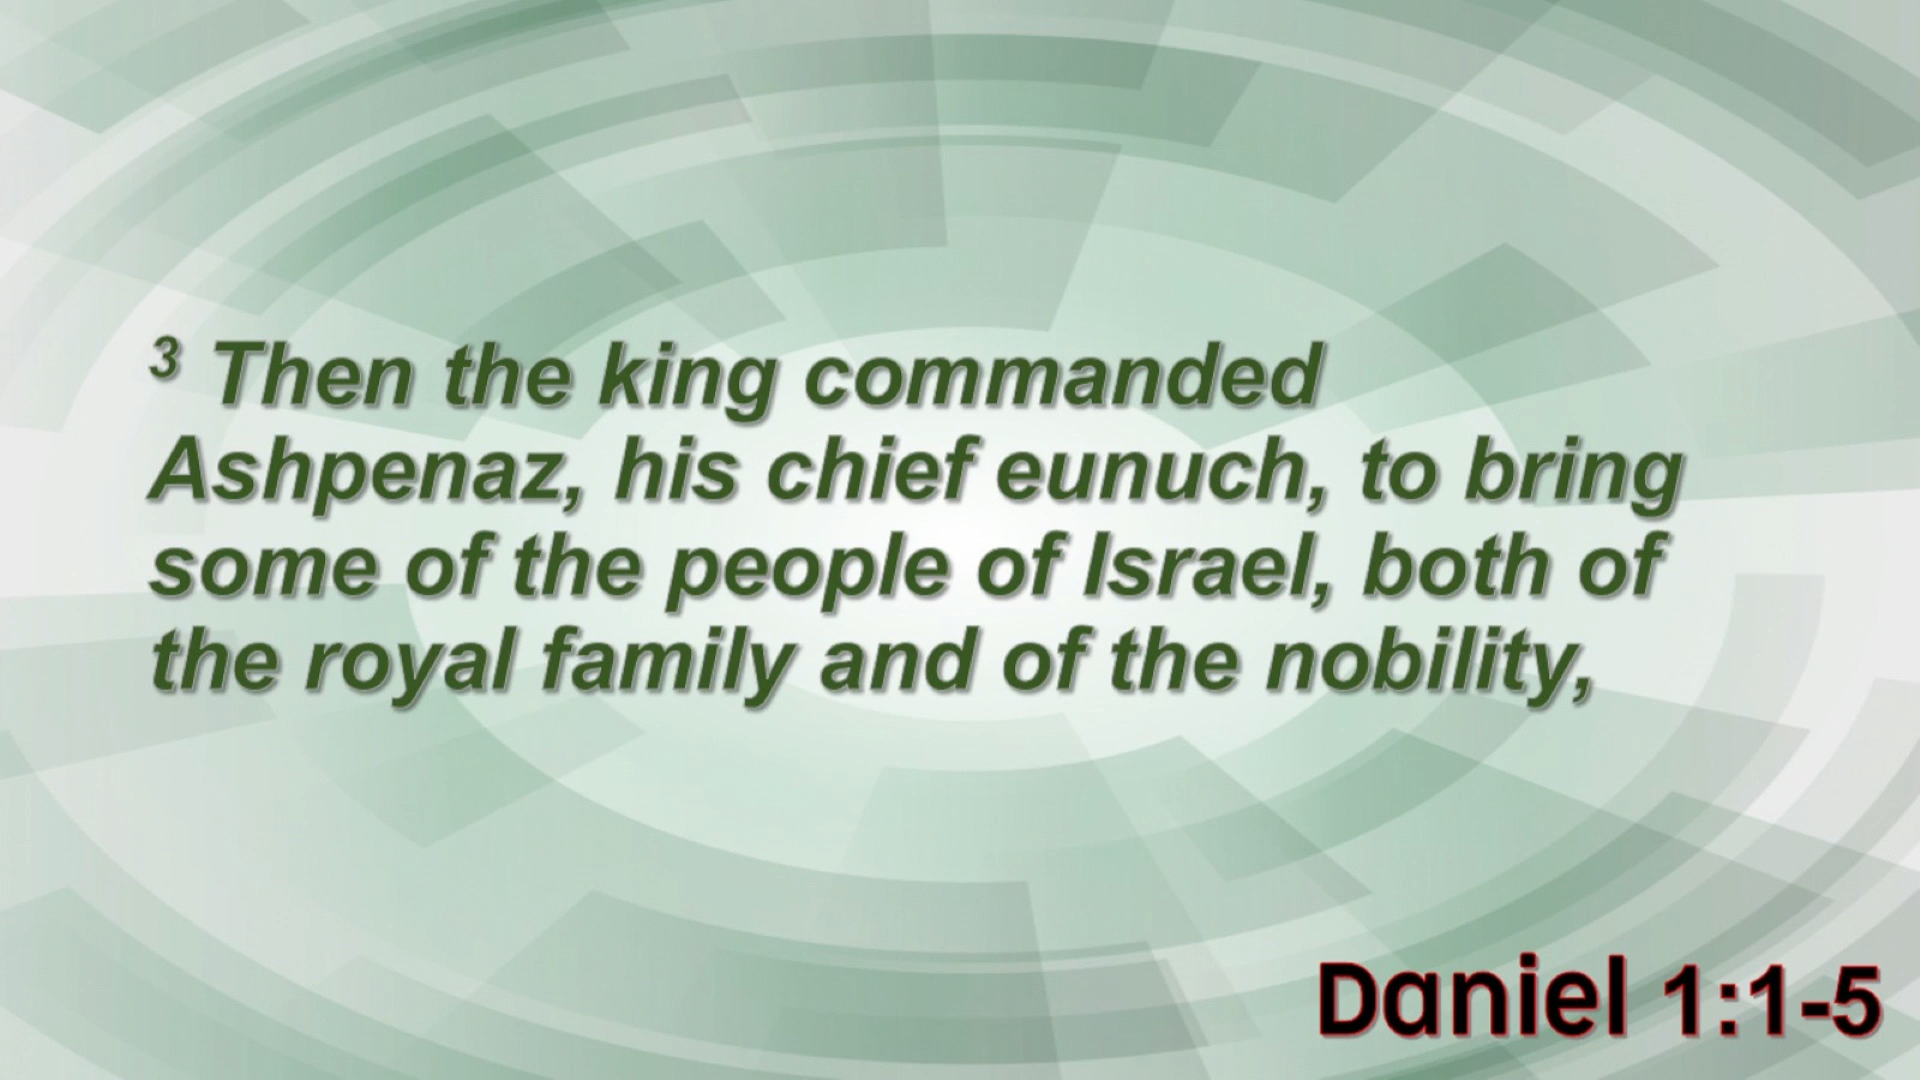 3 Then the king commanded
Ashpenaz, his chief eunuch, to bring
some of the people of Israel, both of
the royal family and of the nobility,
Daniel 1:1-5